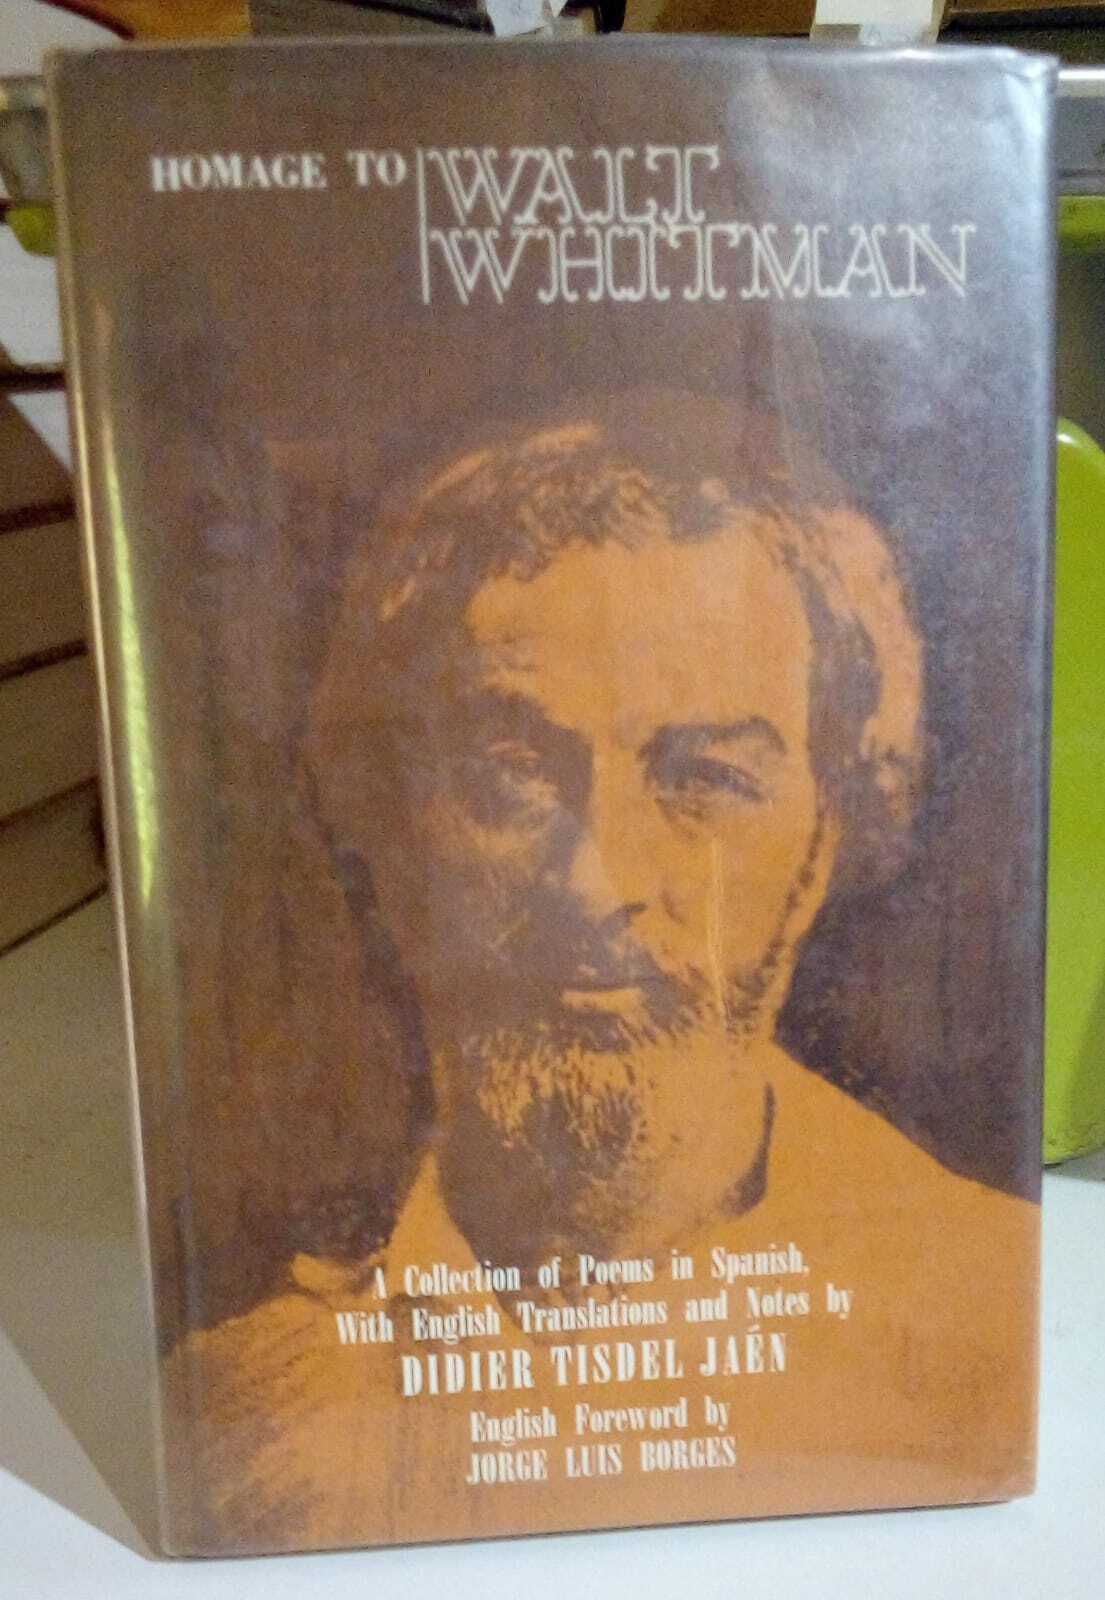 HOMAGE TO WALT
WHITMAN
A Collection of Poems in Spanish,
With English Translations and Notes by
DIDIER TISDEL JAÉN
English Foreword by
JORGE LUIS BORGES